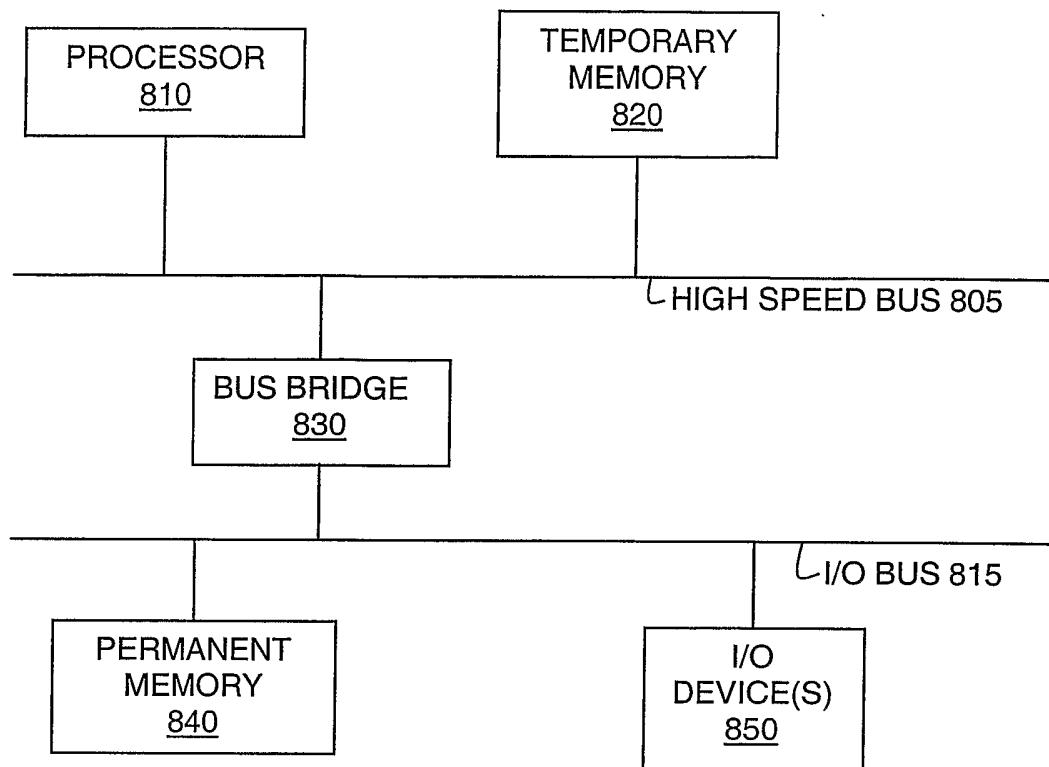 PROCESSOR
810
TEMPORARY
MEMORY
820
HIGH SPEED BUS 805
BUS BRIDGE
830
I/O BUS 815
PERMANENT
MEMORY
840
I/O
DEVICE(S)
850